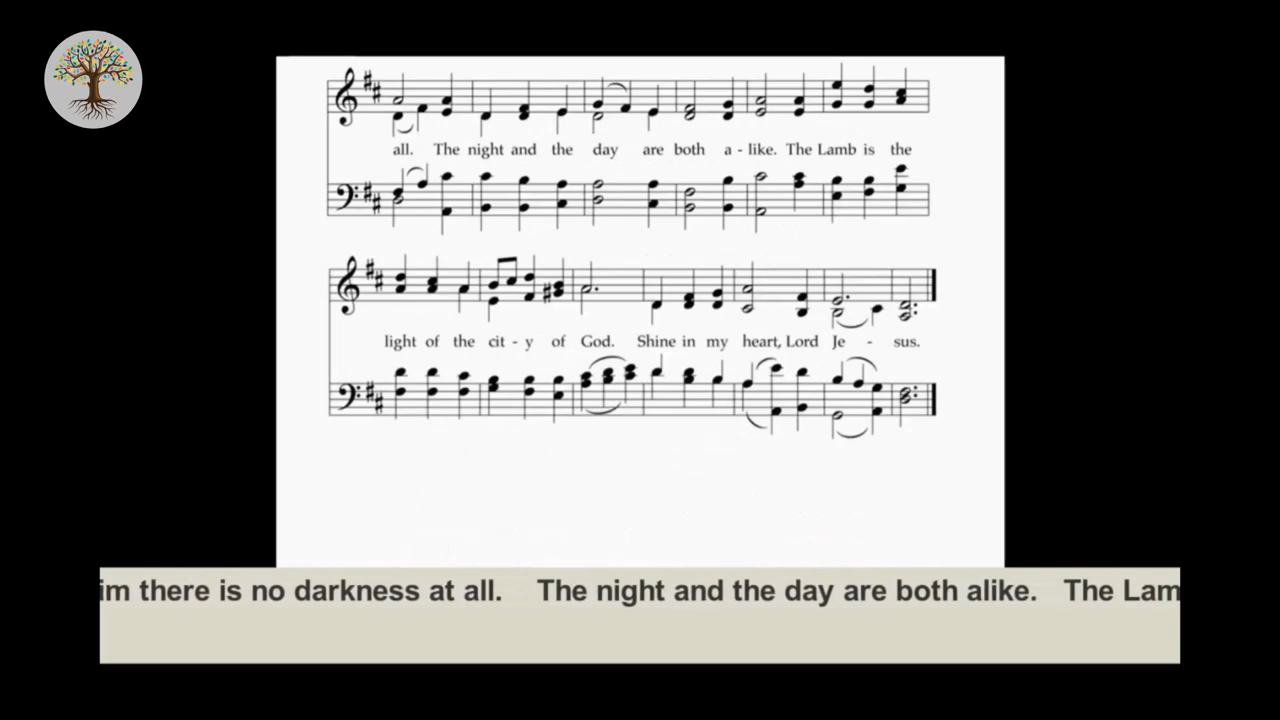 all. The night and the day are both a - like. The Lamb is the
light of the cit - y of God. Shine in my heart, Lord Je - sus.
im there is no darkness at all. The night and the day are both alike. The Lam